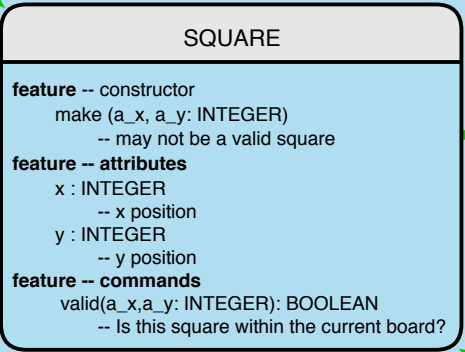 SQUARE
feature -- constructor
make (a_x, a_y: INTEGER)
-- may not be a valid square
feature -- attributes
x : INTEGER
-- x position
y : INTEGER
-- y position
feature -- commands
valid(a_x,a_y: INTEGER): BOOLEAN
-- Is this square within the current board?